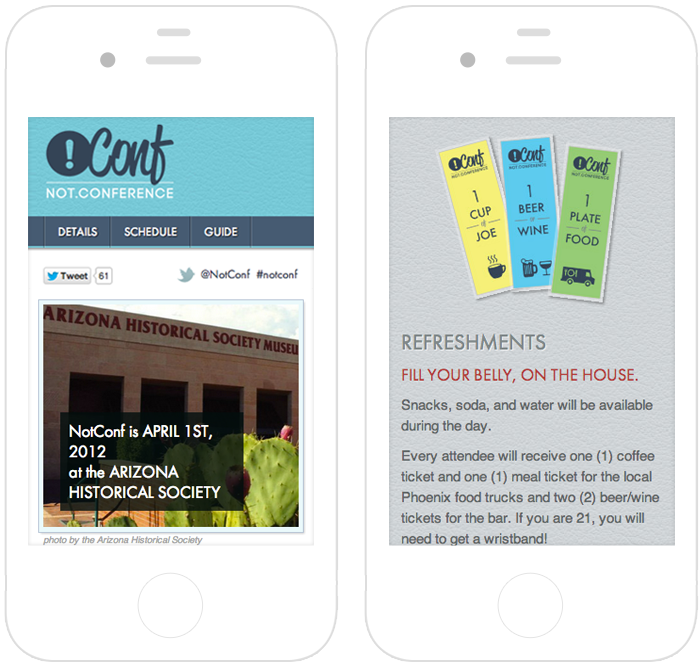 !Conf
NOT.CONFERENCE
DETAILS SCHEDULE GUIDE
Tweet 61 @NotConf #notconf
ARIZONA HISTORICAL SOCIETY MUSEU
NotConf is APRIL 1ST,
2012
at the ARIZONA
HISTORICAL SOCIETY
photo by the Arizona Historical Society
!Conf
NOT.CONFERENCE
1
CUP
of
JOE
!Conf
NOT.CONFERENCE
1
BEER
or
WINE
!Conf
NOT.CONFERENCE
1
PLATE
of
FOOD
REFRESHMENTS
FILL YOUR BELLY, ON THE HOUSE.
Snacks, soda, and water will be available
during the day.
Every attendee will receive one (1) coffee
ticket and one (1) meal ticket for the local
Phoenix food trucks and two (2) beer/wine
tickets for the bar. If you are 21, you will
need to get a wristband!